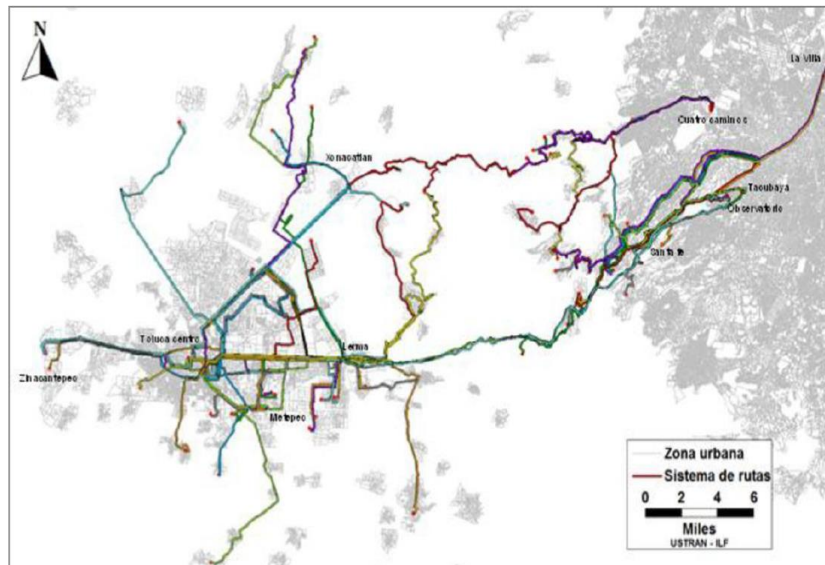 N
La Villa
Cuatro caminos
Xonacatlan
Tacubaya
Observatorio
Santa fe
Toluca centro
Lerma
Zinacantepec
Metepec
Zona urbana
Sistema de rutas
0 2 4 6
Miles
USTRAN - ILF